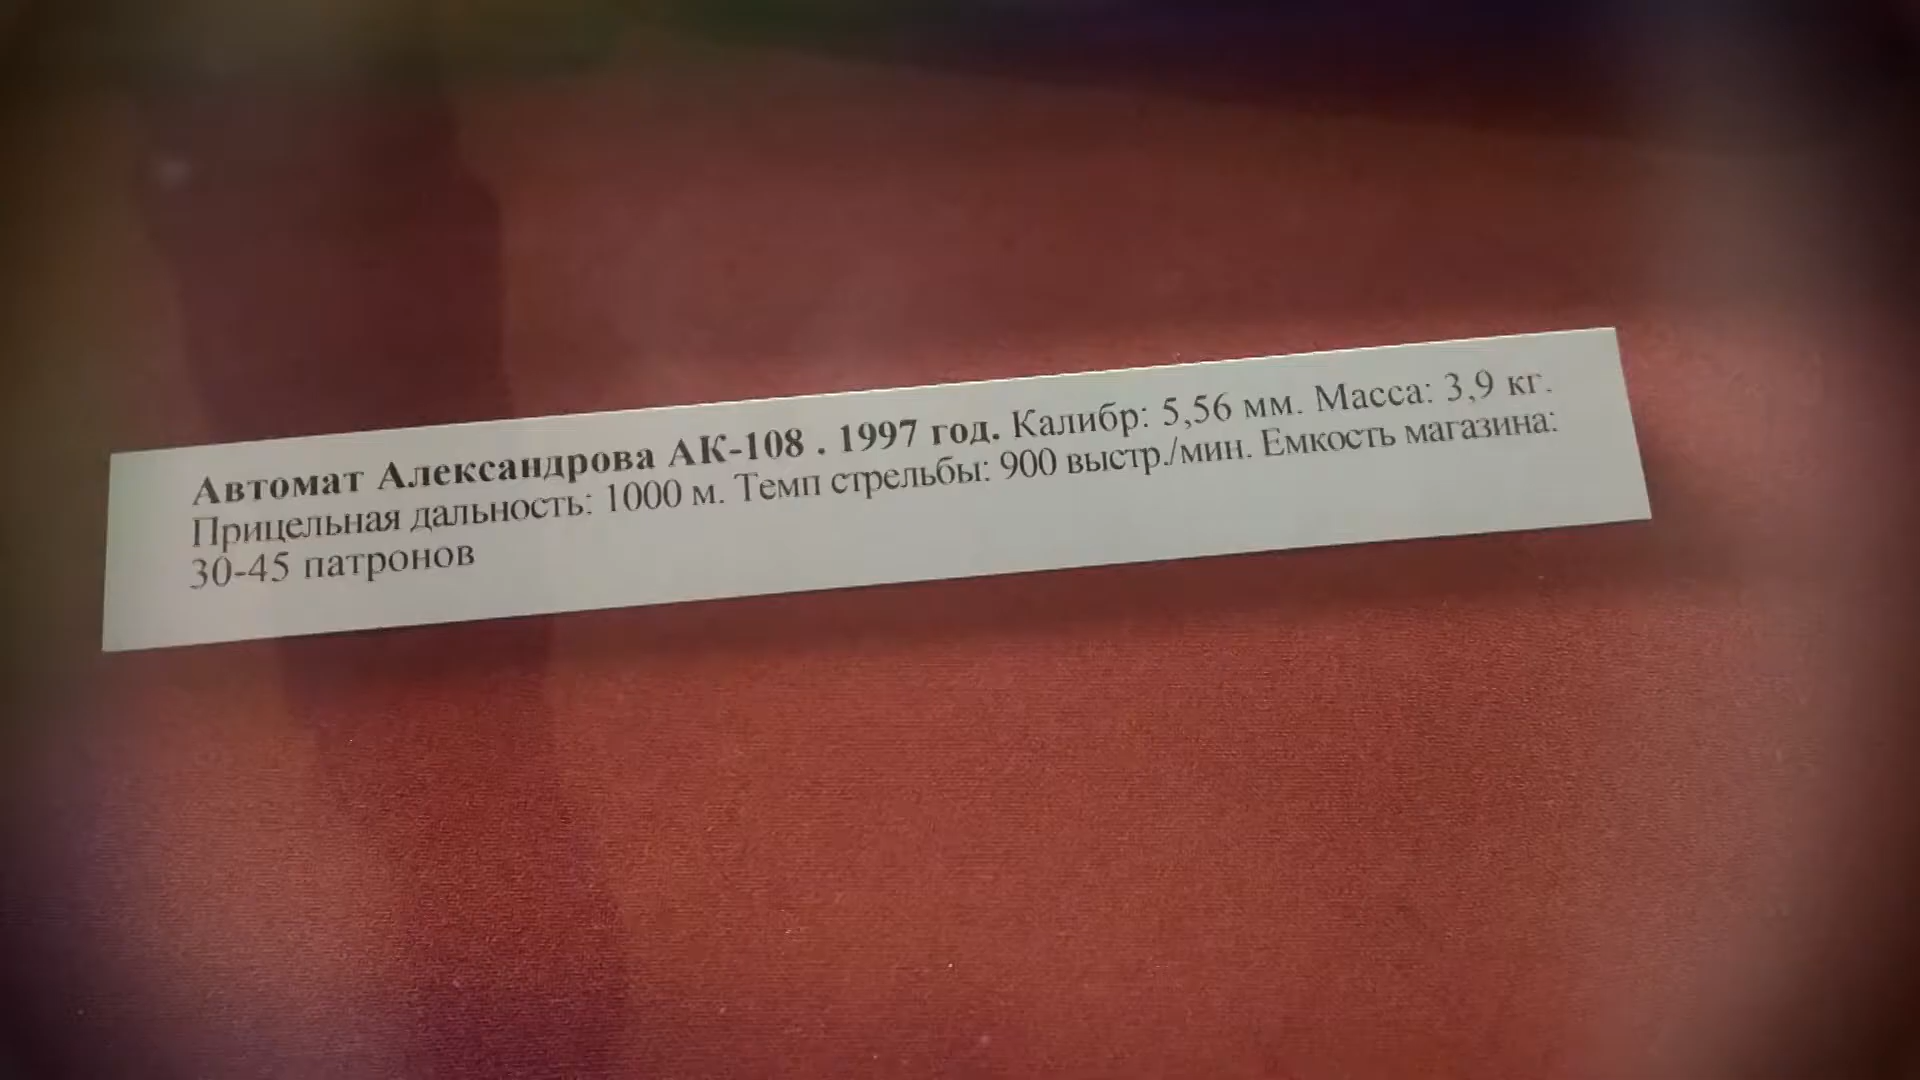 Автомат Александрова АК-108 . 1997 год. Калибр: 5,56 мм. Масса: 3,9 кг.
Прицельная дальность: 1000 м. Темп стрельбы: 900 выстр./мин. Емкость магазина:
30-45 патронов